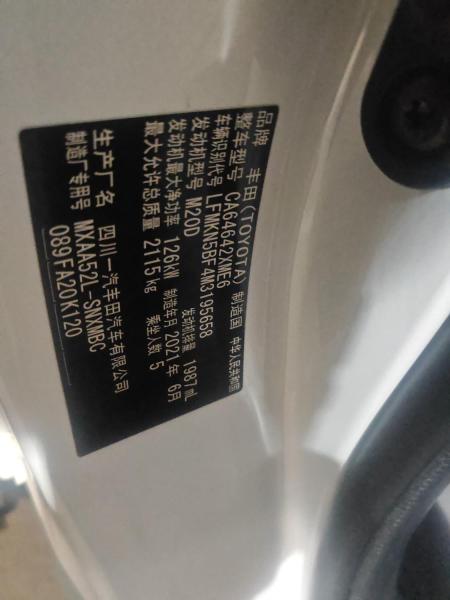 品牌 丰田(TOYOTA) 制造国 中华人民共和国
整车型号 CA64642XME6
车辆识别代号 LFMKN5BF4M3195658
发动机型号 M20D 发动机排量 1987mL
发动机最大净功率 126kW 制造年月 2021年 6月
最大允许总质量 2115kg 乘坐人数 5
生产厂名 四川一汽丰田汽车有限公司
制造厂专用号 MXAA52L-SNXNBC
089 FA20K120